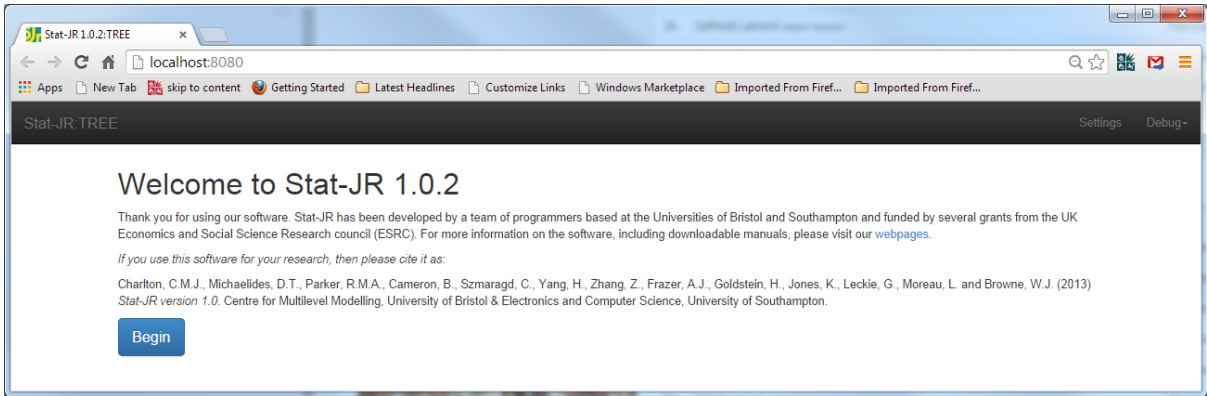 Stat-JR 1.0.2:TREE
localhost:8080
Apps New Tab skip to content Getting Started Latest Headlines Customize Links Windows Marketplace Imported From Firef... Imported From Firef...
Stat-JR:TREE Settings Debug
Welcome to Stat-JR 1.0.2
Thank you for using our software. Stat-JR has been developed by a team of programmers based at the Universities of Bristol and Southampton and funded by several grants from the UK
Economics and Social Science Research council (ESRC). For more information on the software, including downloadable manuals, please visit our webpages.
If you use this software for your research, then please cite it as:
Charlton, C.M.J., Michaelides, D.T., Parker, R.M.A., Cameron, B., Szmaragd, C., Yang, H., Zhang, Z., Frazer, A.J., Goldstein, H., Jones, K., Leckie, G., Moreau, L. and Browne, W.J. (2013)
Stat-JR version 1.0. Centre for Multilevel Modelling, University of Bristol & Electronics and Computer Science, University of Southampton.
Begin